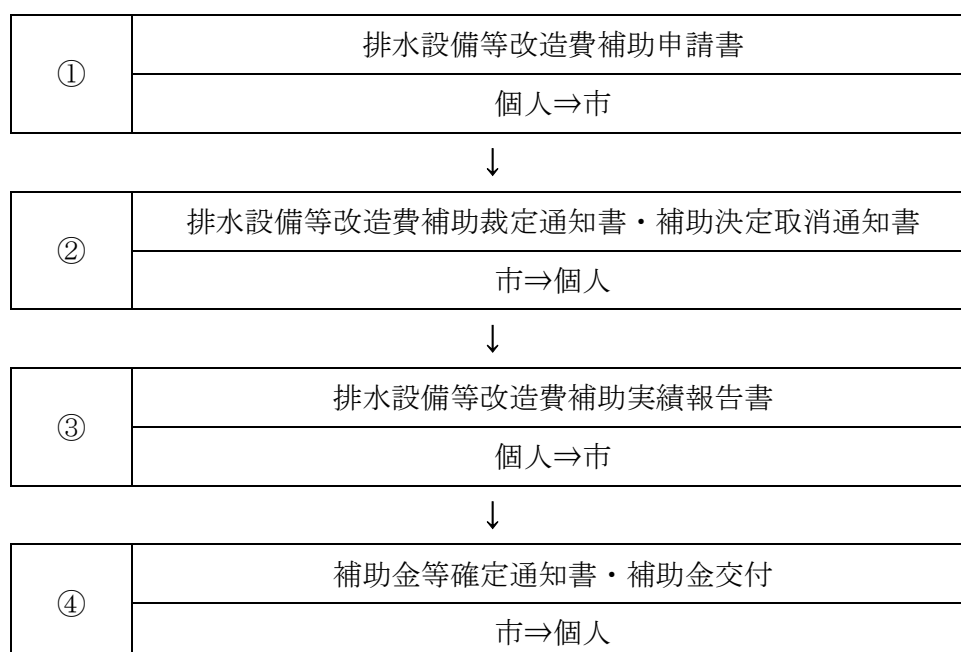 ①
排水設備等改造費補助申請書
個人⇒市
↓
②
排水設備等改造費補助裁定通知書・補助決定取消通知書
市⇒個人
↓
③
排水設備等改造費補助実績報告書
個人⇒市
↓
④
補助金等確定通知書・補助金交付
市⇒個人